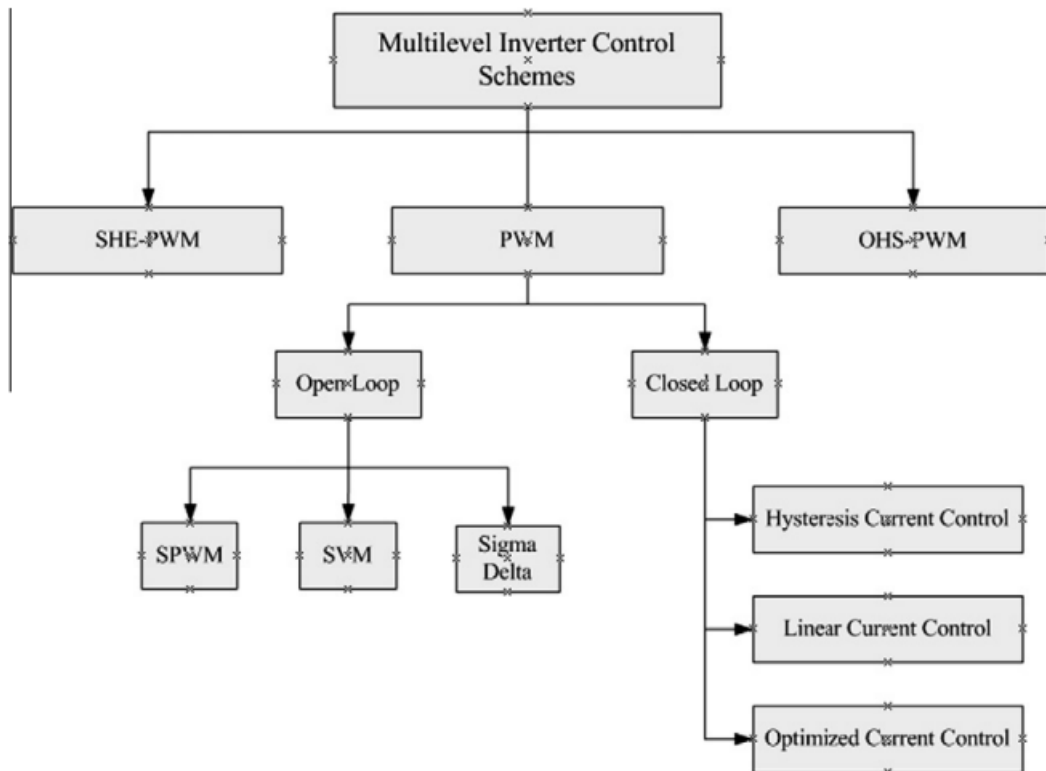 Multilevel Inverter Control
Schemes
SHE-PWM
PWM
OHS-PWM
Open Loop
Closed Loop
SPWM
SVM
Sigma
Delta
Hysteresis Current Control
Linear Current Control
Optimized Current Control